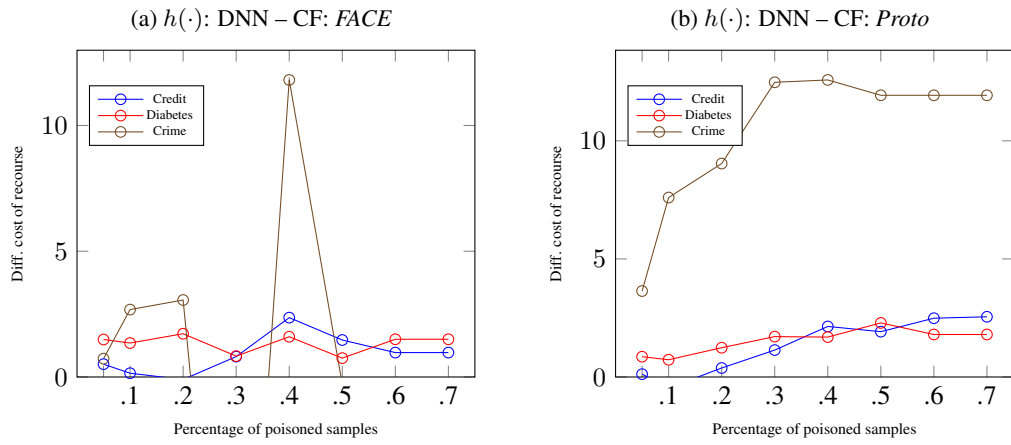 (a) h(·): DNN – CF: FACE
10
5
0
Diff. cost of recourse
Credit
Diabetes
Crime
.1 .2 .3 .4 .5 .6 .7
Percentage of poisoned samples
(b) h(·): DNN – CF: Proto
10
5
0
Diff. cost of recourse
Credit
Diabetes
Crime
.1 .2 .3 .4 .5 .6 .7
Percentage of poisoned samples